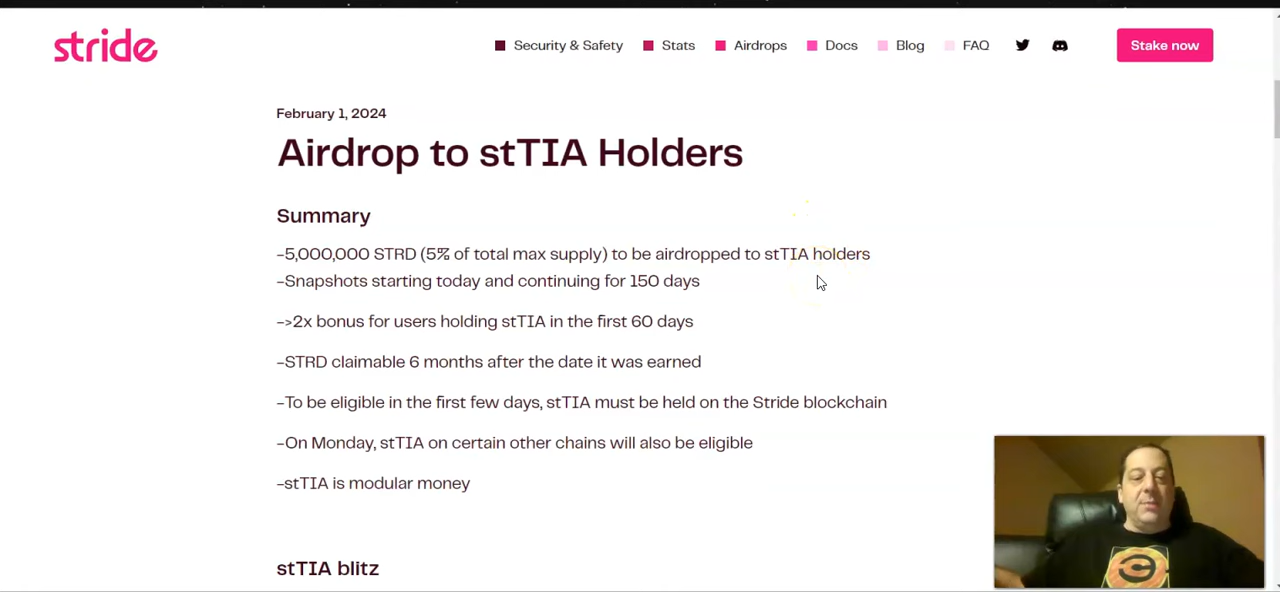 stride
Security & Safety
Stats
Airdrops
Docs
Blog
FAQ
Stake now
February 1, 2024
Airdrop to stTIA Holders
Summary
-5,000,000 STRD (5% of total max supply) to be airdropped to stTIA holders
-Snapshots starting today and continuing for 150 days
->2x bonus for users holding stTIA in the first 60 days
-STRD claimable 6 months after the date it was earned
-To be eligible in the first few days, stTIA must be held on the Stride blockchain
-On Monday, stTIA on certain other chains will also be eligible
-stTIA is modular money
stTIA blitz